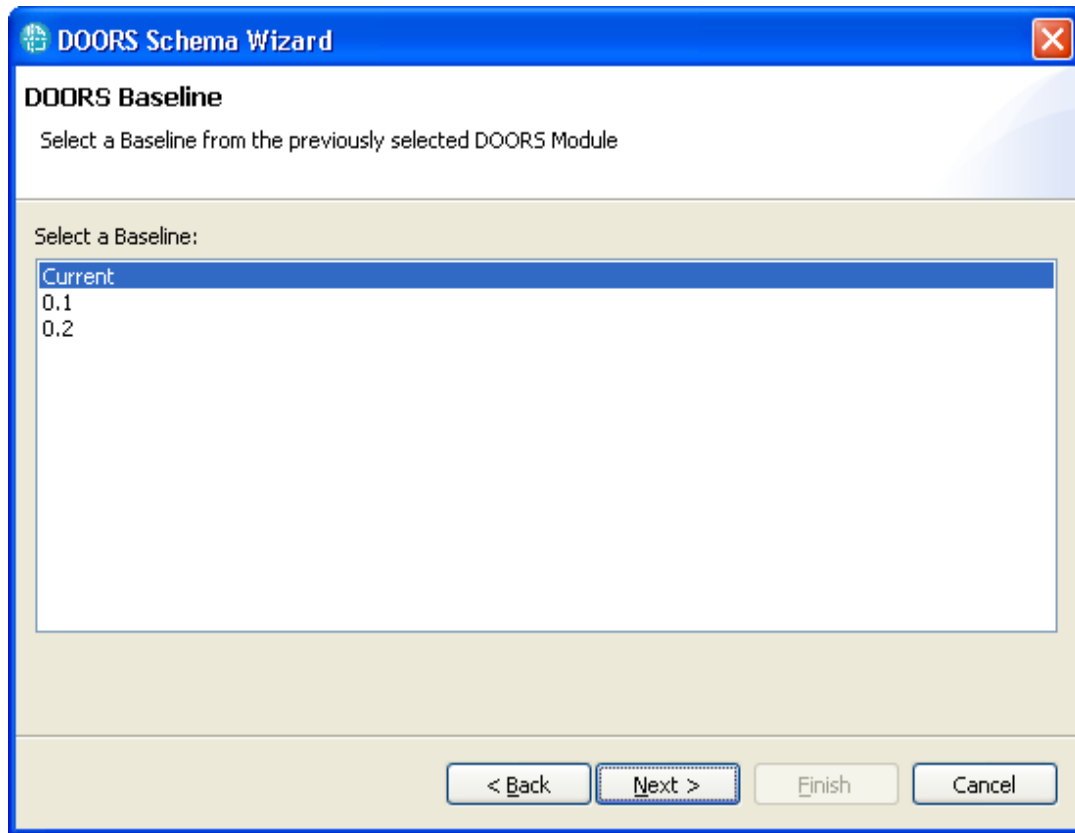 DOORS Schema Wizard
DOORS Baseline
Select a Baseline from the previously selected DOORS Module
Select a Baseline:
Current
0.1
0.2
< Back Next > Finish Cancel